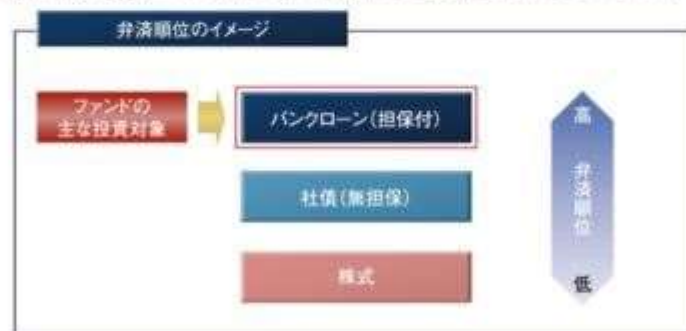 弁済順位のイメージ
ファンドの
主な投資対象
バンクローン(担保付)
社債(無担保)
株式
高
弁済順位
低